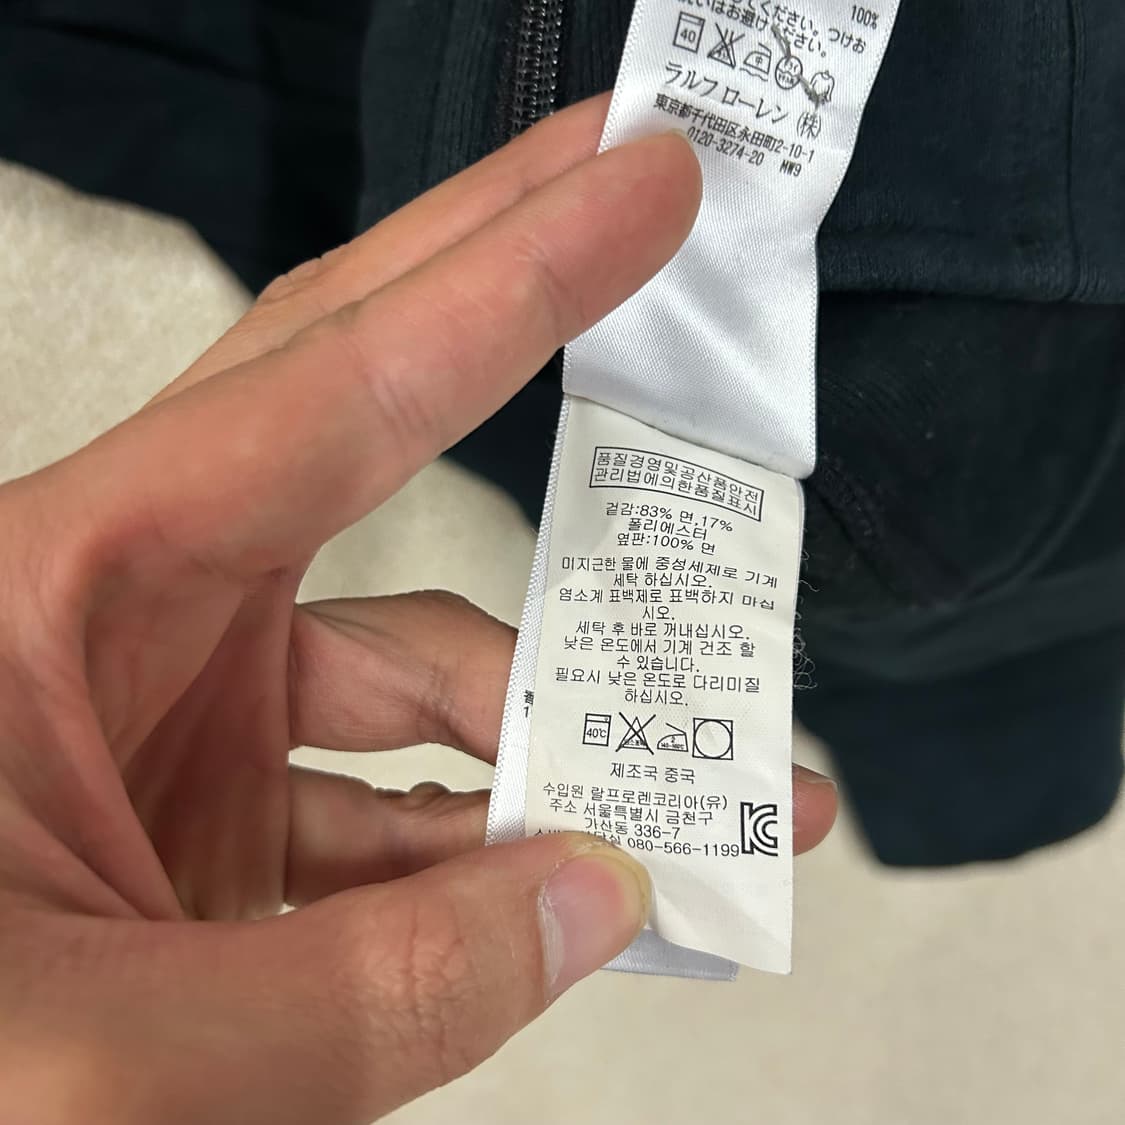 てください。つけお
はお避けください。
100%
40
中
ラルフ ローレン (株)
東京都千代田区永田町2-10-1
0120-3274-20 MW9
품질경영및공산품안전
관리법에의한품질표시
겉감:83% 면,17%
폴리에스터
옆판:100% 면
미지근한 물에 중성세제로 기계
세탁 하십시오.
염소계 표백제로 표백하지 마십
시오.
세탁 후 바로 꺼내십시오.
낮은 온도에서 기계 건조 할
수 있습니다.
필요시 낮은 온도로 다리미질
하십시오.
40℃
제조국 중국
수입원 랄프로렌코리아(유)
주소 서울특별시 금천구
가산동 336-7
080-566-1199